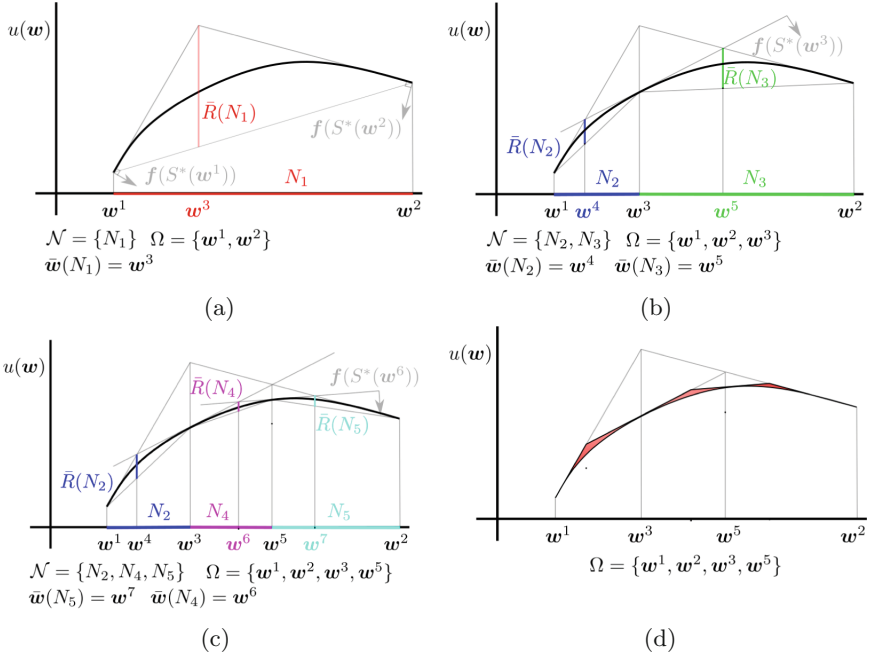 u(w)
R̄(N₁)
f(S*(w²))
f(S*(w¹))
N₁
w¹ w³ w²
𝒩 = {N₁} Ω = {w¹, w²}
w̄(N₁) = w³
(a)
u(w)
f(S*(w³))
R̄(N₃)
R̄(N₂)
N₂ N₃
w¹ w⁴ w³ w⁵ w²
𝒩 = {N₂, N₃} Ω = {w¹, w², w³}
w̄(N₂) = w⁴ w̄(N₃) = w⁵
(b)
u(w)
f(S*(w⁶))
R̄(N₄)
R̄(N₅)
R̄(N₂)
N₂ N₄ N₅
w¹ w⁴ w³ w⁶ w⁵ w⁷ w²
𝒩 = {N₂, N₄, N₅} Ω = {w¹, w², w³, w⁵}
w̄(N₅) = w⁷ w̄(N₄) = w⁶
(c)
u(w)
w¹ w³ w⁵ w²
Ω = {w¹, w², w³, w⁵}
(d)